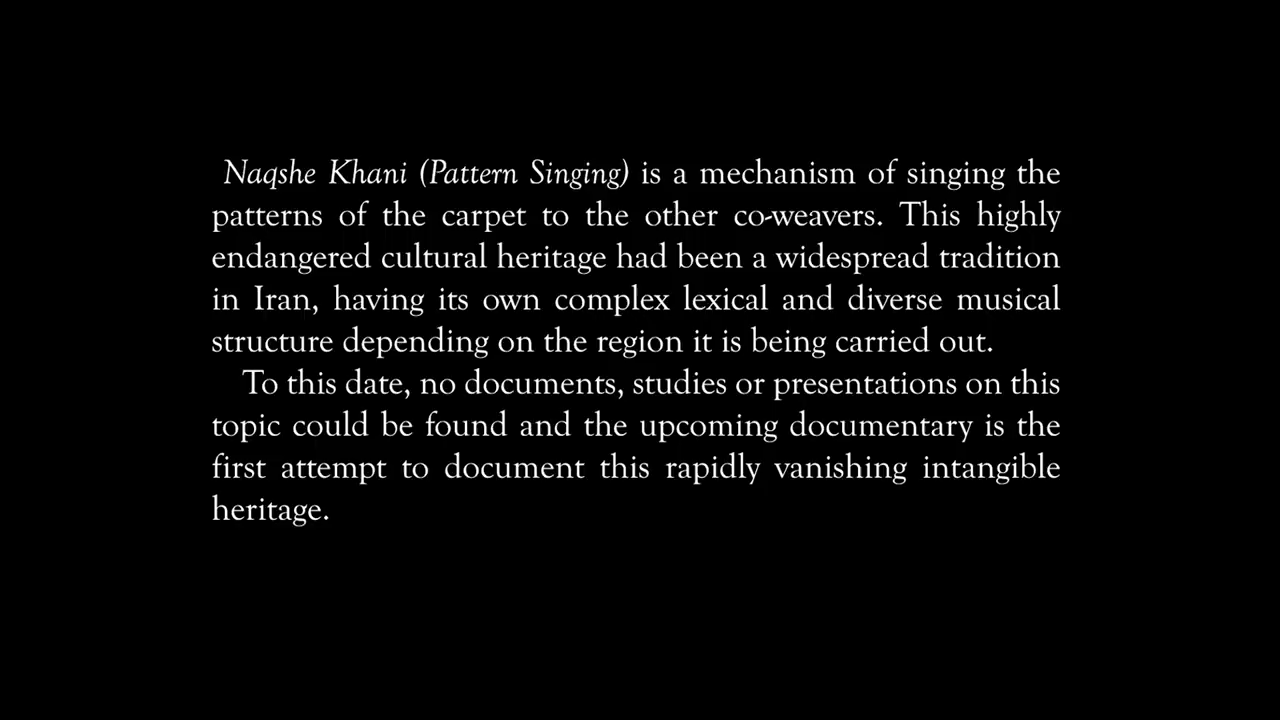 Naqshe Khani (Pattern Singing) is a mechanism of singing the
patterns of the carpet to the other co-weavers. This highly
endangered cultural heritage had been a widespread tradition
in Iran, having its own complex lexical and diverse musical
structure depending on the region it is being carried out.
To this date, no documents, studies or presentations on this
topic could be found and the upcoming documentary is the
first attempt to document this rapidly vanishing intangible
heritage.